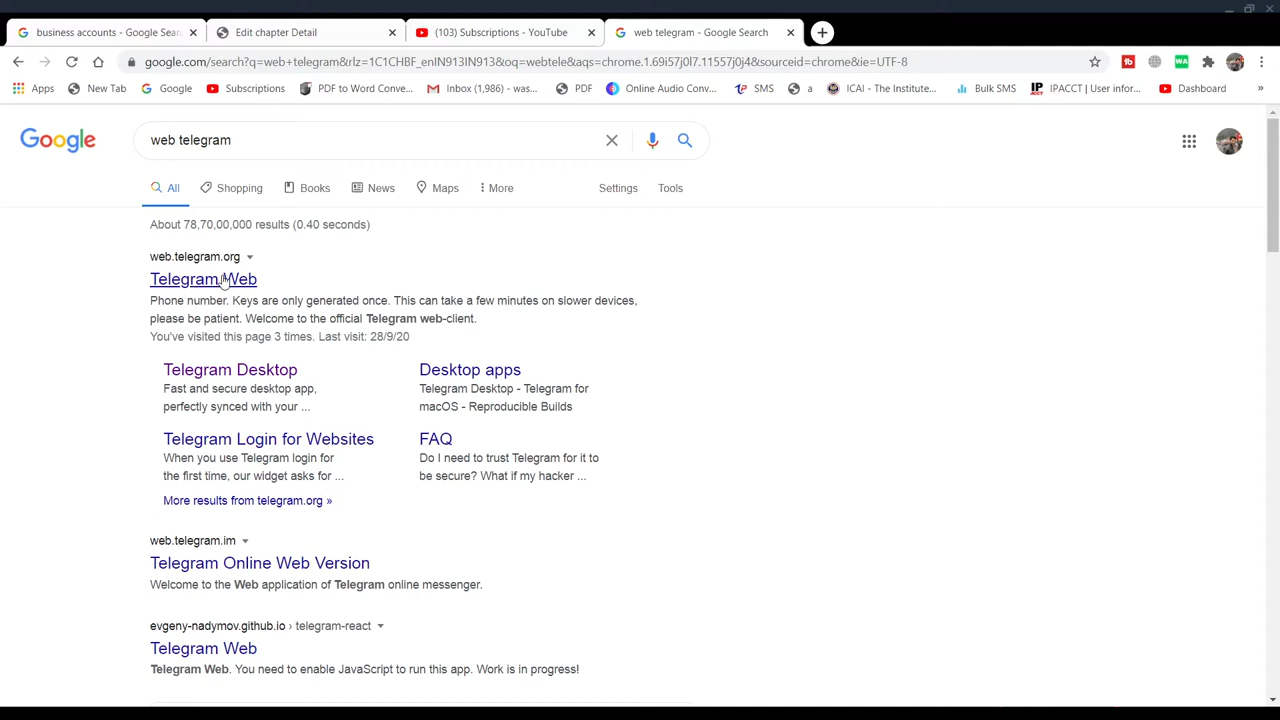 business accounts - Google Sear
Edit chapter Detail
(103) Subscriptions - YouTube
web telegram - Google Search
google.com/search?q=web+telegram&rlz=1C1CHBF_enIN913IN913&oq=webtele&aqs=chrome.1.69i57j0l7.11557j0j4&sourceid=chrome&ie=UTF-8
Apps
New Tab
Google
Subscriptions
PDF to Word Conve...
Inbox (1,986) - was...
PDF
Online Audio Conv...
SMS
a
ICAI - The Institute...
Bulk SMS
IPACCT | User infor...
Dashboard
»
Google
web telegram
All
Shopping
Books
News
Maps
More
Settings
Tools
About 78,70,00,000 results (0.40 seconds)
web.telegram.org
Telegram Web
Phone number. Keys are only generated once. This can take a few minutes on slower devices,
please be patient. Welcome to the official Telegram web-client.
You've visited this page 3 times. Last visit: 28/9/20
Telegram Desktop
Fast and secure desktop app,
perfectly synced with your ...
Desktop apps
Telegram Desktop - Telegram for
macOS - Reproducible Builds
Telegram Login for Websites
When you use Telegram login for
the first time, our widget asks for ...
FAQ
Do I need to trust Telegram for it to
be secure? What if my hacker ...
More results from telegram.org »
web.telegram.im
Telegram Online Web Version
Welcome to the Web application of Telegram online messenger.
evgeny-nadymov.github.io › telegram-react
Telegram Web
Telegram Web. You need to enable JavaScript to run this app. Work is in progress!